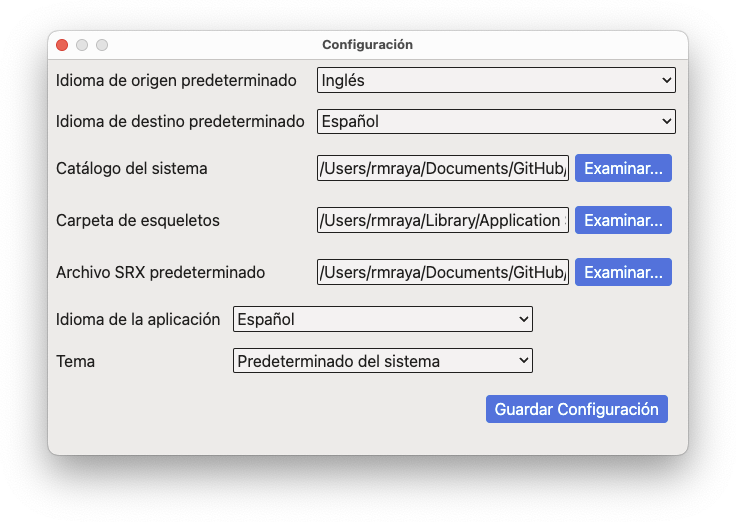 Configuración
Idioma de origen predeterminado Inglés
Idioma de destino predeterminado Español
Catálogo del sistema /Users/rmraya/Documents/GitHub/ Examinar...
Carpeta de esqueletos /Users/rmraya/Library/Application Examinar...
Archivo SRX predeterminado /Users/rmraya/Documents/GitHub/ Examinar...
Idioma de la aplicación Español
Tema Predeterminado del sistema
Guardar Configuración